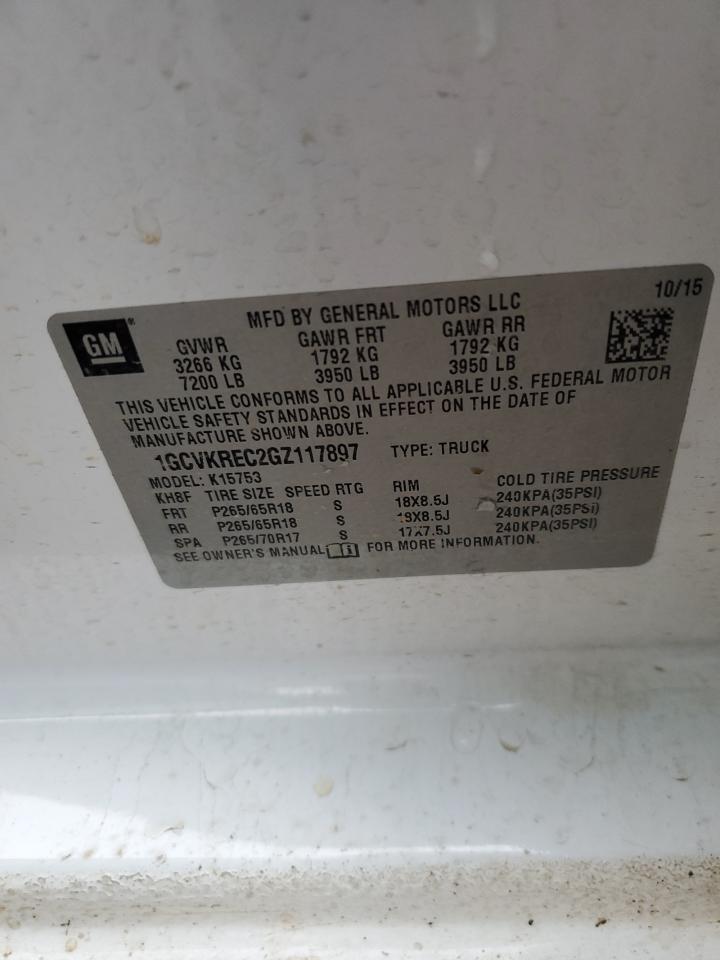 10/15
GM®
MFD BY GENERAL MOTORS LLC
GVWR GAWR FRT GAWR RR
3266 KG 1792 KG 1792 KG
7200 LB 3950 LB 3950 LB
THIS VEHICLE CONFORMS TO ALL APPLICABLE U.S. FEDERAL MOTOR
VEHICLE SAFETY STANDARDS IN EFFECT ON THE DATE OF
MANUFACTURE SHOWN ABOVE.
1GCVKREC2GZ117897 TYPE: TRUCK
MODEL: K15753
KH8F TIRE SIZE SPEED RTG RIM COLD TIRE PRESSURE
FRT P265/65R18 S 18X8.5J 240KPA(35PSI)
RR P265/65R18 S 18X8.5J 240KPA(35PSI)
SPA P265/70R17 S 17X7.5J 240KPA(35PSI)
SEE OWNER'S MANUAL FOR MORE INFORMATION.